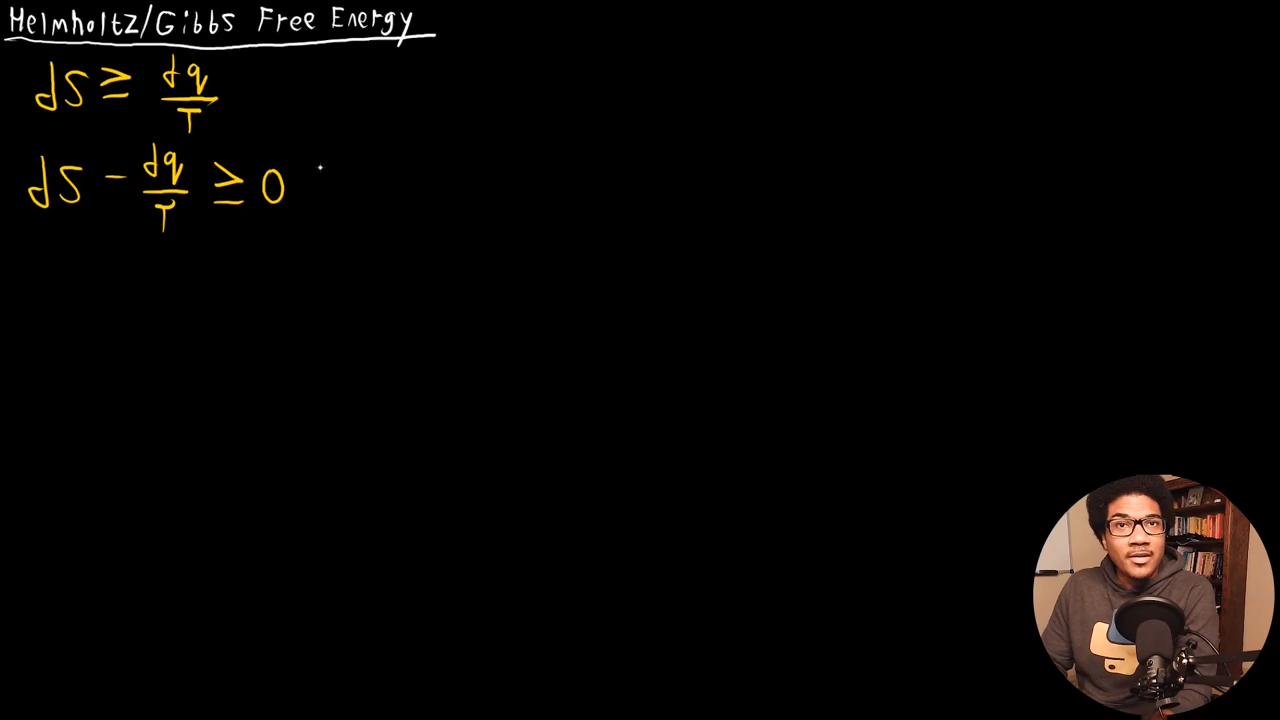 Helmholtz/Gibbs Free Energy
dS ≥ dq/T
dS - dq/T ≥ 0